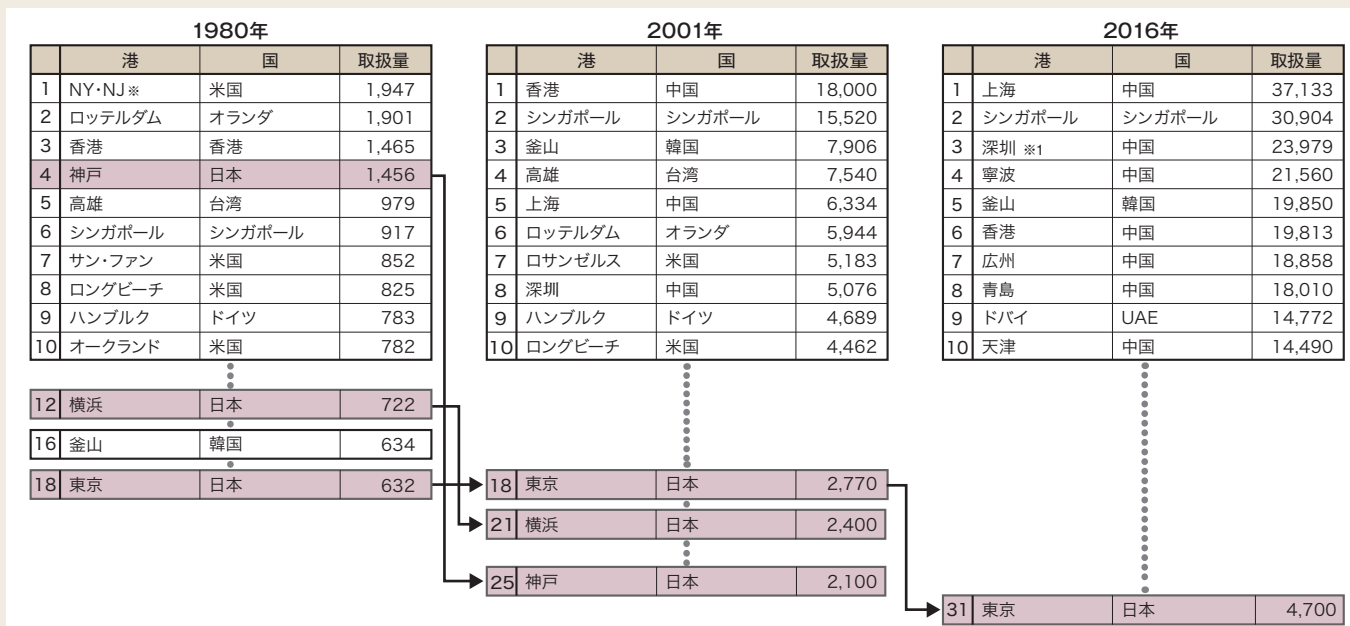 1980年
港 国 取扱量
1 NY・NJ※ 米国 1,947
2 ロッテルダム オランダ 1,901
3 香港 香港 1,465
4 神戸 日本 1,456
5 高雄 台湾 979
6 シンガポール シンガポール 917
7 サン・ファン 米国 852
8 ロングビーチ 米国 825
9 ハンブルク ドイツ 783
10 オークランド 米国 782
12 横浜 日本 722
16 釜山 韓国 634
18 東京 日本 632
2001年
港 国 取扱量
1 香港 中国 18,000
2 シンガポール シンガポール 15,520
3 釜山 韓国 7,906
4 高雄 台湾 7,540
5 上海 中国 6,334
6 ロッテルダム オランダ 5,944
7 ロサンゼルス 米国 5,183
8 深圳 中国 5,076
9 ハンブルク ドイツ 4,689
10 ロングビーチ 米国 4,462
18 東京 日本 2,770
21 横浜 日本 2,400
25 神戸 日本 2,100
2016年
港 国 取扱量
1 上海 中国 37,133
2 シンガポール シンガポール 30,904
3 深圳 ※1 中国 23,979
4 寧波 中国 21,560
5 釜山 韓国 19,850
6 香港 中国 19,813
7 広州 中国 18,858
8 青島 中国 18,010
9 ドバイ UAE 14,772
10 天津 中国 14,490
31 東京 日本 4,700